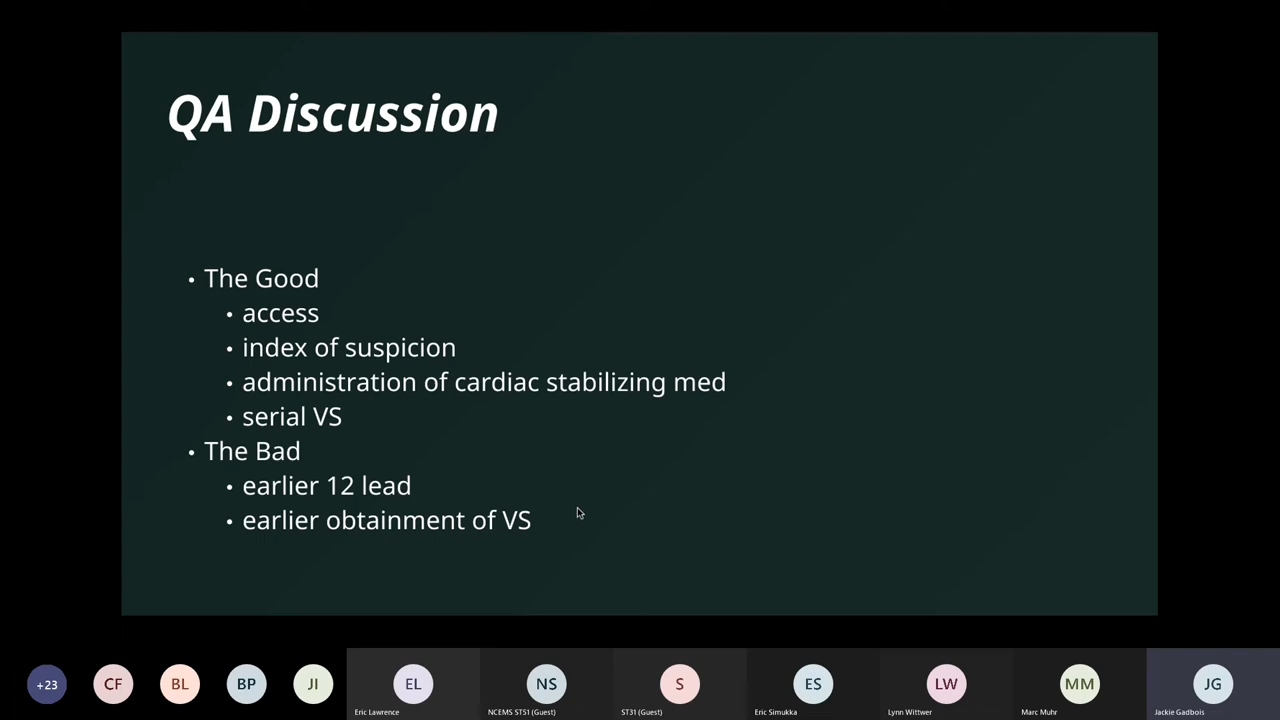 QA Discussion
• The Good
• access
• index of suspicion
• administration of cardiac stabilizing med
• serial VS
• The Bad
• earlier 12 lead
• earlier obtainment of VS
+23 CF BL BP JI EL NS S ES LW MM JG
Eric Lawrence NCEMS ST51 (Guest) ST31 (Guest) Eric Simukka Lynn Wittwer Marc Muhr Jackie Gadbois